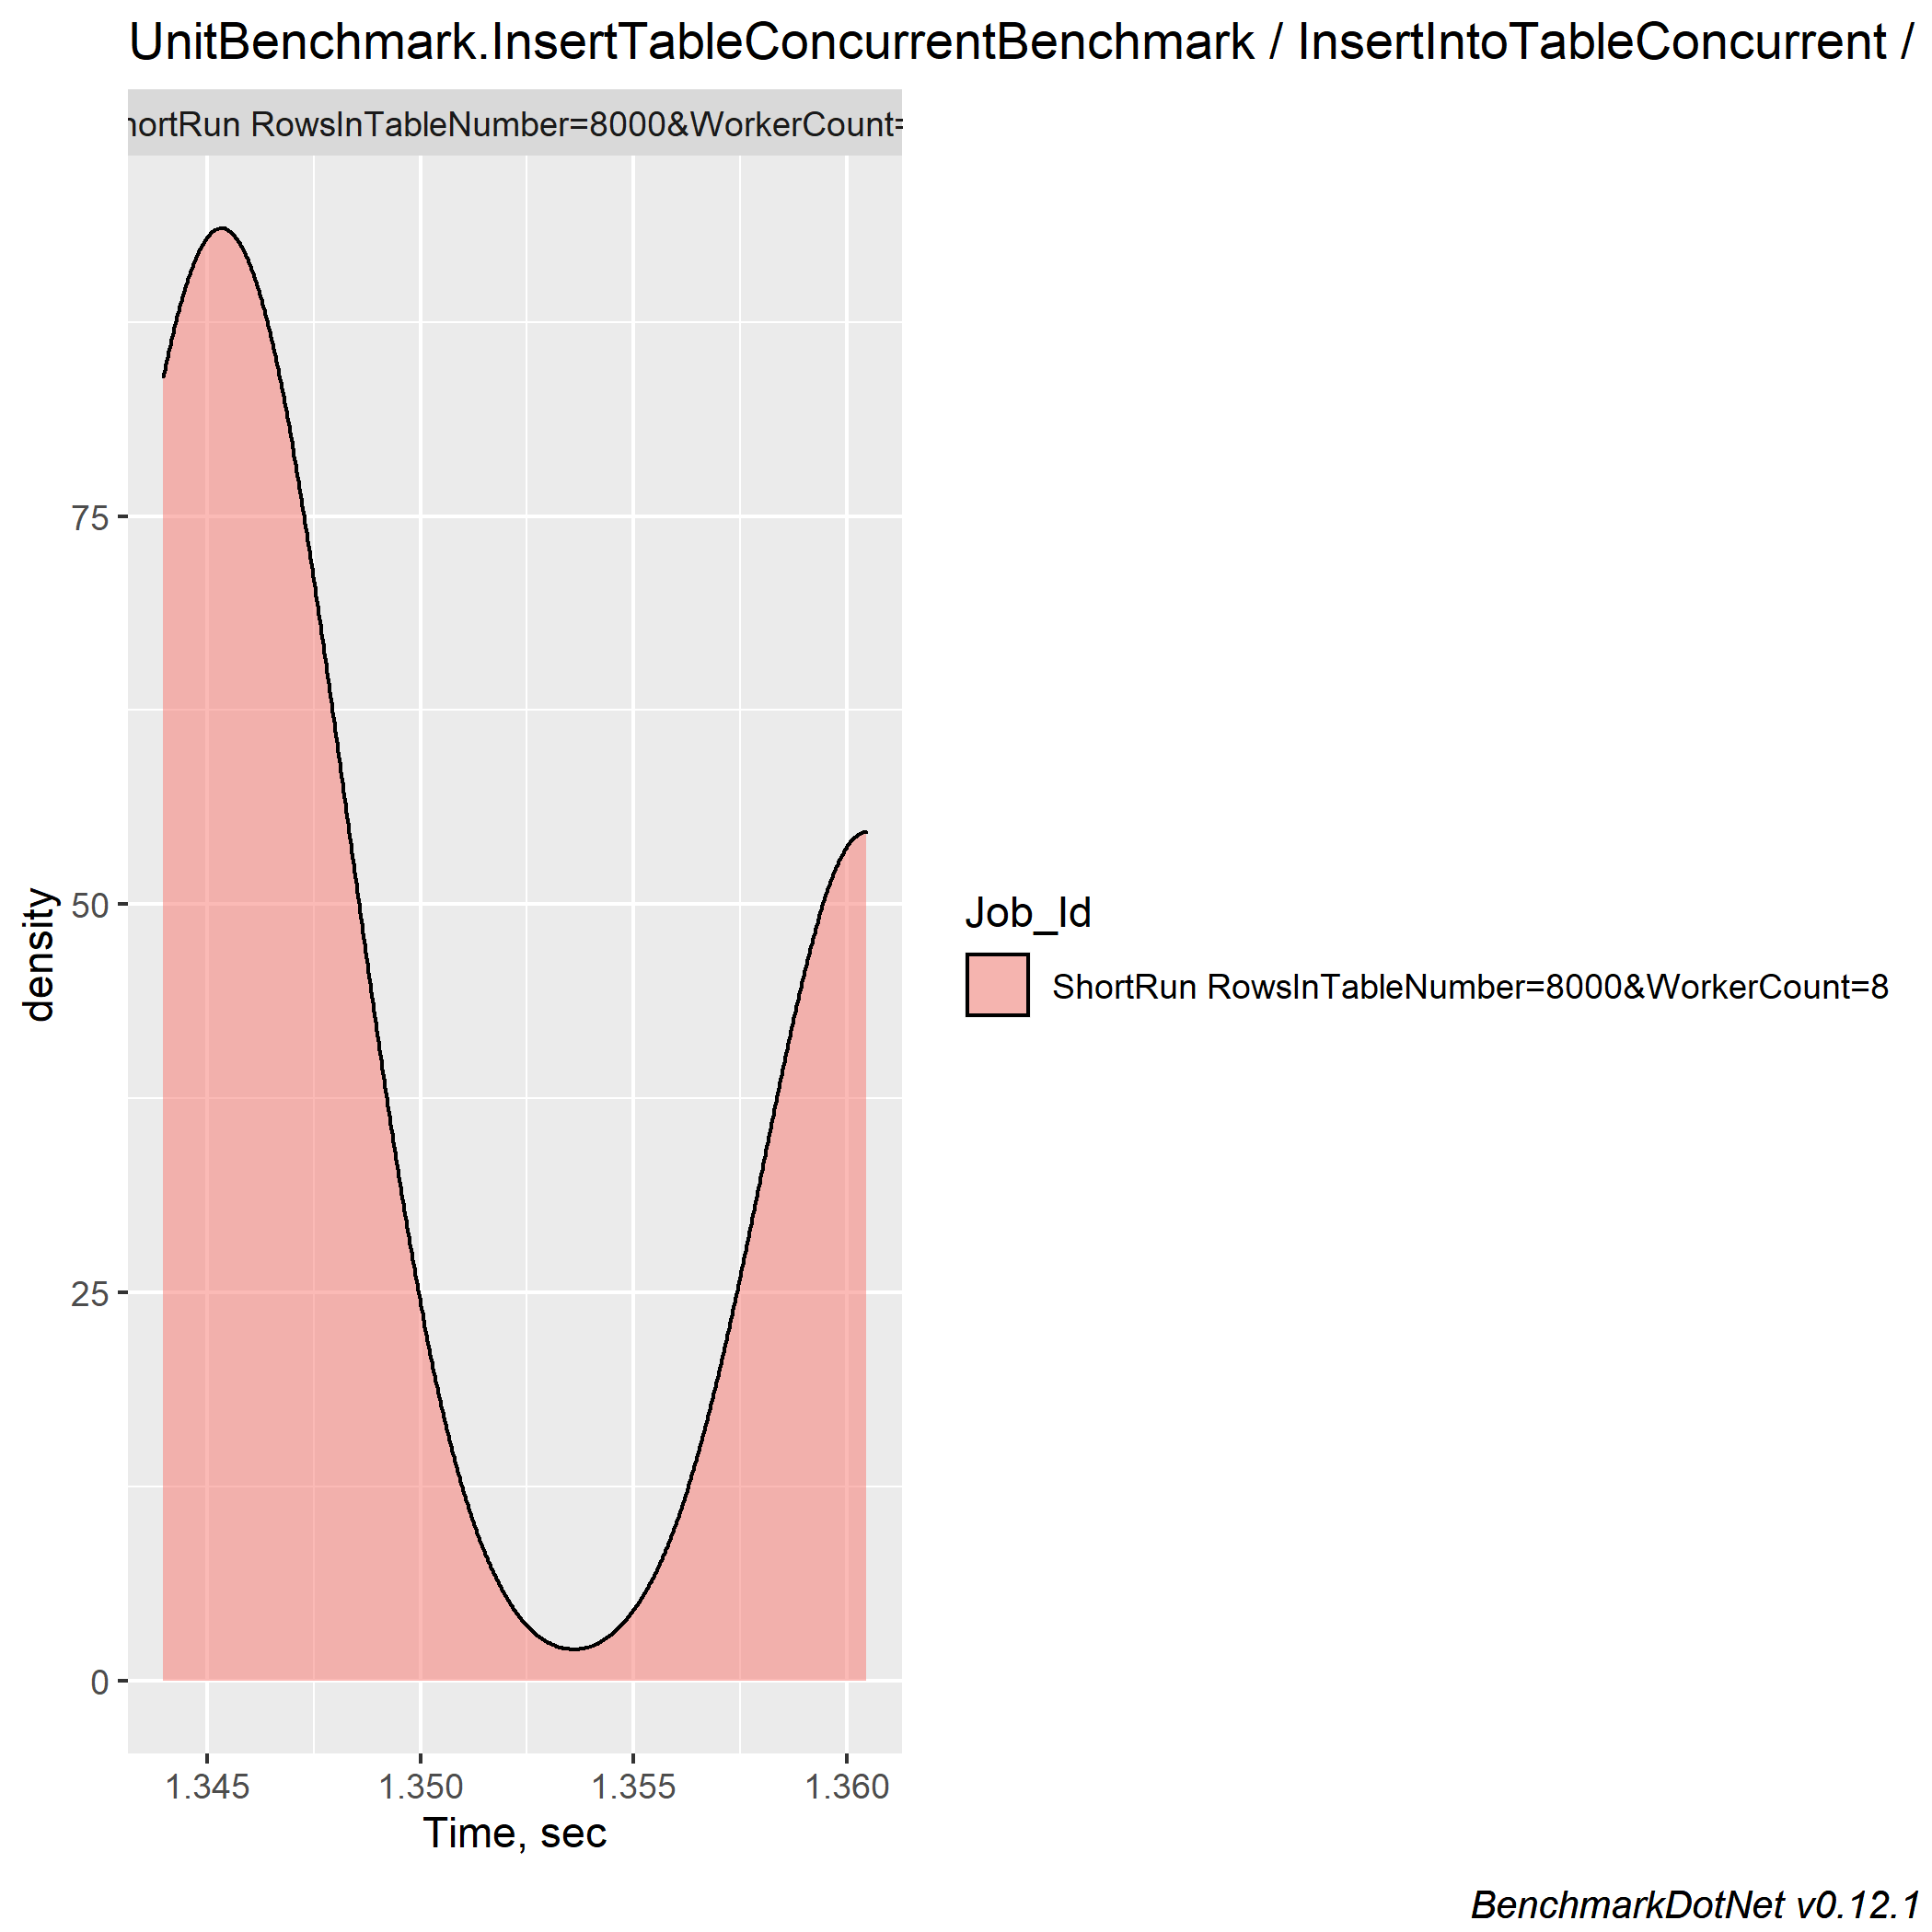 UnitBenchmark.InsertTableConcurrentBenchmark / InsertIntoTableConcurrent /
hortRun RowsInTableNumber=8000&WorkerCount=
75
50
25
0
density
1.345 1.350 1.355 1.360
Time, sec
Job_Id
ShortRun RowsInTableNumber=8000&WorkerCount=8
BenchmarkDotNet v0.12.1